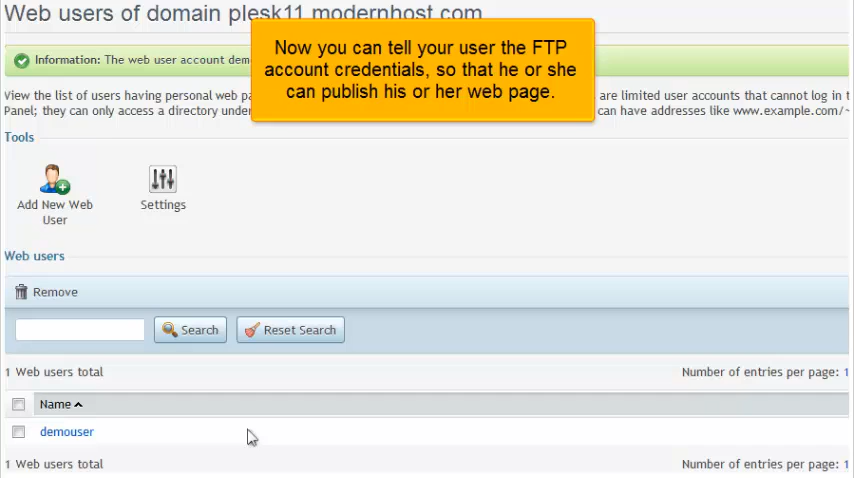 Web users of domain plesk11.modernhost.com
Now you can tell your user the FTP
account credentials, so that he or she
can publish his or her web page.
Information: The web user account dem
View the list of users having personal web pa are limited user accounts that cannot log in t
Panel; they can only access a directory under can have addresses like www.example.com/~
Tools
Add New Web
User
Settings
Web users
Remove
Search Reset Search
1 Web users total Number of entries per page: 1
Name
demouser
1 Web users total Number of entries per page: 1